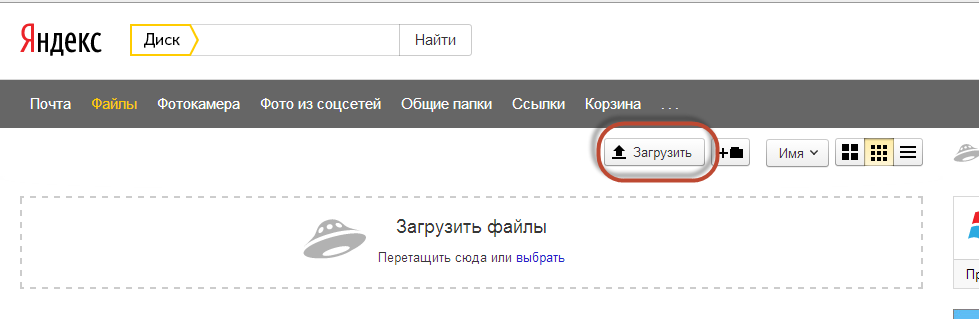 Яндекс Диск Найти
Почта Файлы Фотокамера Фото из соцсетей Общие папки Ссылки Корзина ...
Загрузить Имя
Загрузить файлы
Перетащить сюда или выбрать